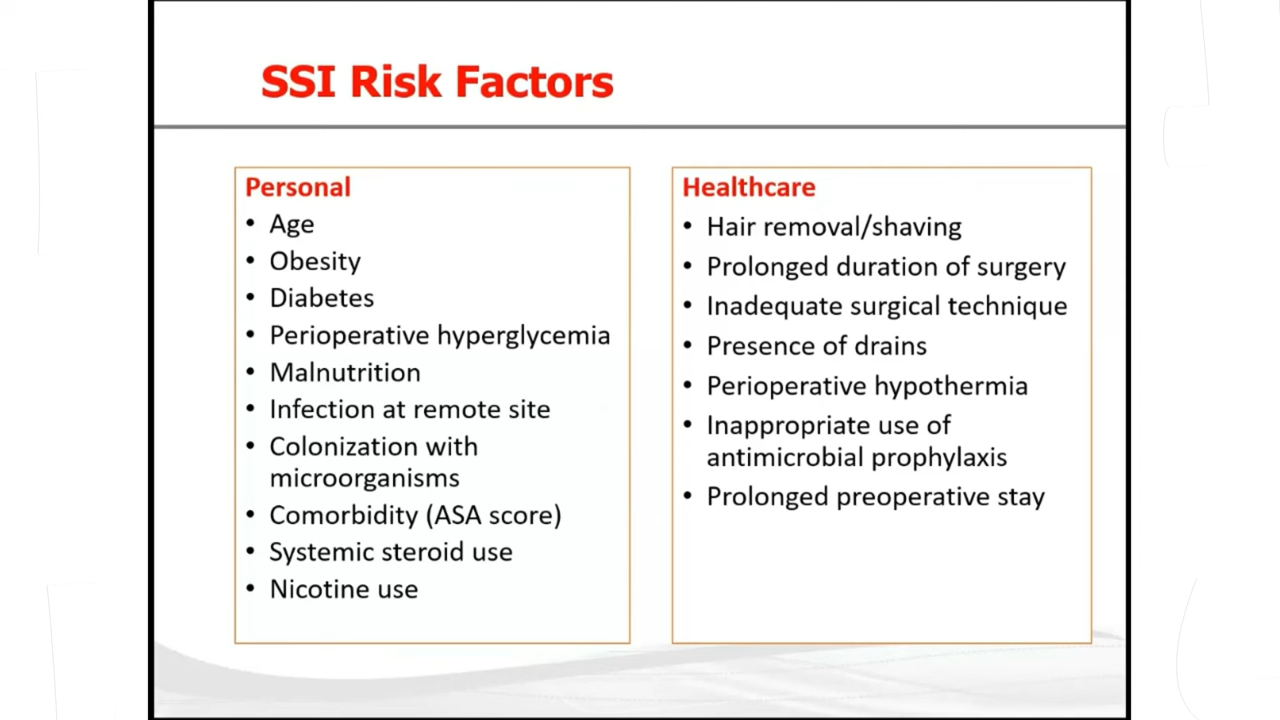 SSI Risk Factors
Personal
• Age
• Obesity
• Diabetes
• Perioperative hyperglycemia
• Malnutrition
• Infection at remote site
• Colonization with
microorganisms
• Comorbidity (ASA score)
• Systemic steroid use
• Nicotine use
Healthcare
• Hair removal/shaving
• Prolonged duration of surgery
• Inadequate surgical technique
• Presence of drains
• Perioperative hypothermia
• Inappropriate use of
antimicrobial prophylaxis
• Prolonged preoperative stay